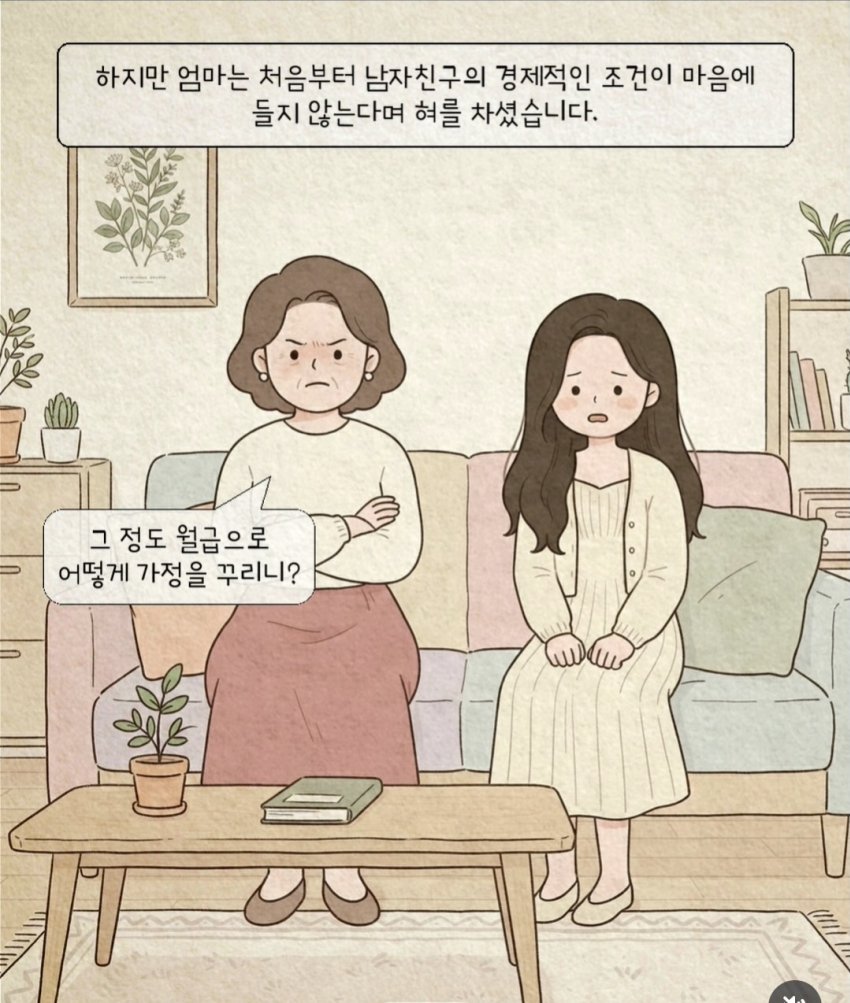 하지만 엄마는 처음부터 남자친구의 경제적인 조건이 마음에
들지 않는다며 혀를 차셨습니다.
그 정도 월급으로
어떻게 가정을 꾸리니?